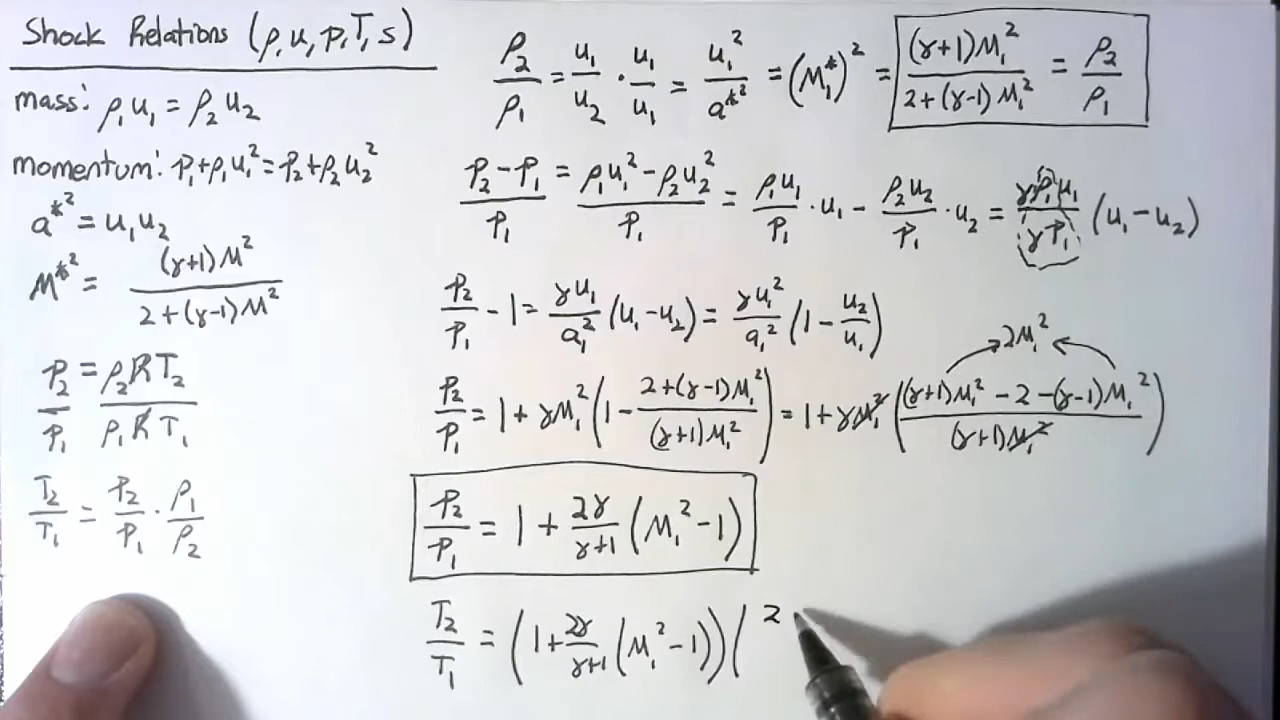 Shock Relations (ρ, u, p, T, s)
mass: ρ₁u₁ = ρ₂u₂
momentum: p₁+ρ₁u₁² = p₂+ρ₂u₂²
a*² = u₁u₂
M*² = (γ+1)M² / 2+(γ-1)M²
p₂/p₁ = ρ₂RT₂ / ρ₁RT₁
T₂/T₁ = p₂/p₁ · ρ₁/ρ₂
ρ₂/ρ₁ = u₁/u₂ · u₁/u₁ = u₁²/a*² = (M₁*)² = (γ+1)M₁² / 2+(γ-1)M₁² = ρ₂/ρ₁
p₂-p₁ / p₁ = ρ₁u₁² - ρ₂u₂² / p₁ = ρ₁u₁/p₁ · u₁ - ρ₂u₂/p₁ · u₂ = γρ₁u₁/γp₁ (u₁-u₂)
p₂/p₁ - 1 = γu₁/a₁² (u₁-u₂) = γu₁²/a₁² (1 - u₂/u₁)
2M₁²
p₂/p₁ = 1 + γM₁² (1 - 2+(γ-1)M₁² / (γ+1)M₁²) = 1 + γM₁² ((γ+1)M₁² - 2 - (γ-1)M₁² / (γ+1)M₁²)
p₂/p₁ = 1 + 2γ/γ+1 (M₁² - 1)
T₂/T₁ = (1 + 2γ/γ+1 (M₁² - 1)) ( 2